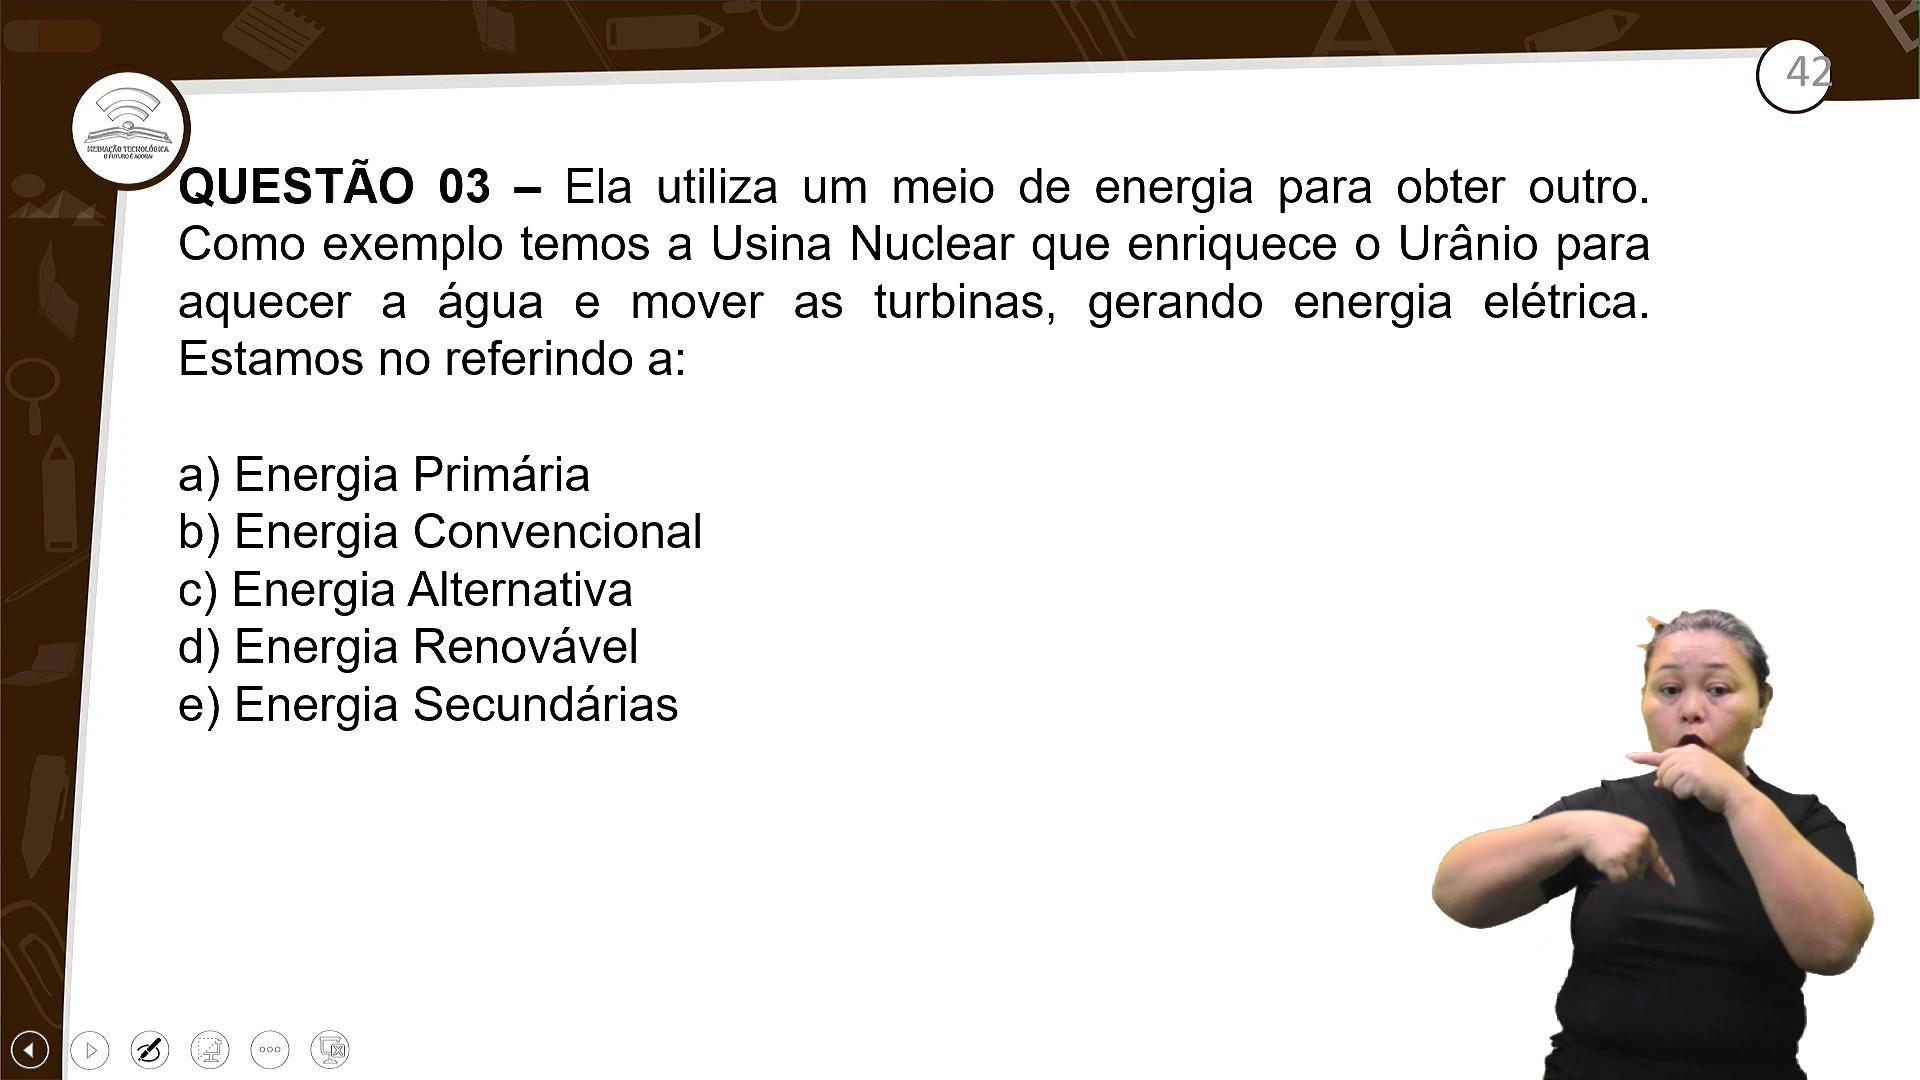 42
MEDIAÇÃO TECNOLÓGICA
O FUTURO É AGORA!
QUESTÃO 03 – Ela utiliza um meio de energia para obter outro.
Como exemplo temos a Usina Nuclear que enriquece o Urânio para
aquecer a água e mover as turbinas, gerando energia elétrica.
Estamos no referindo a:
a) Energia Primária
b) Energia Convencional
c) Energia Alternativa
d) Energia Renovável
e) Energia Secundárias